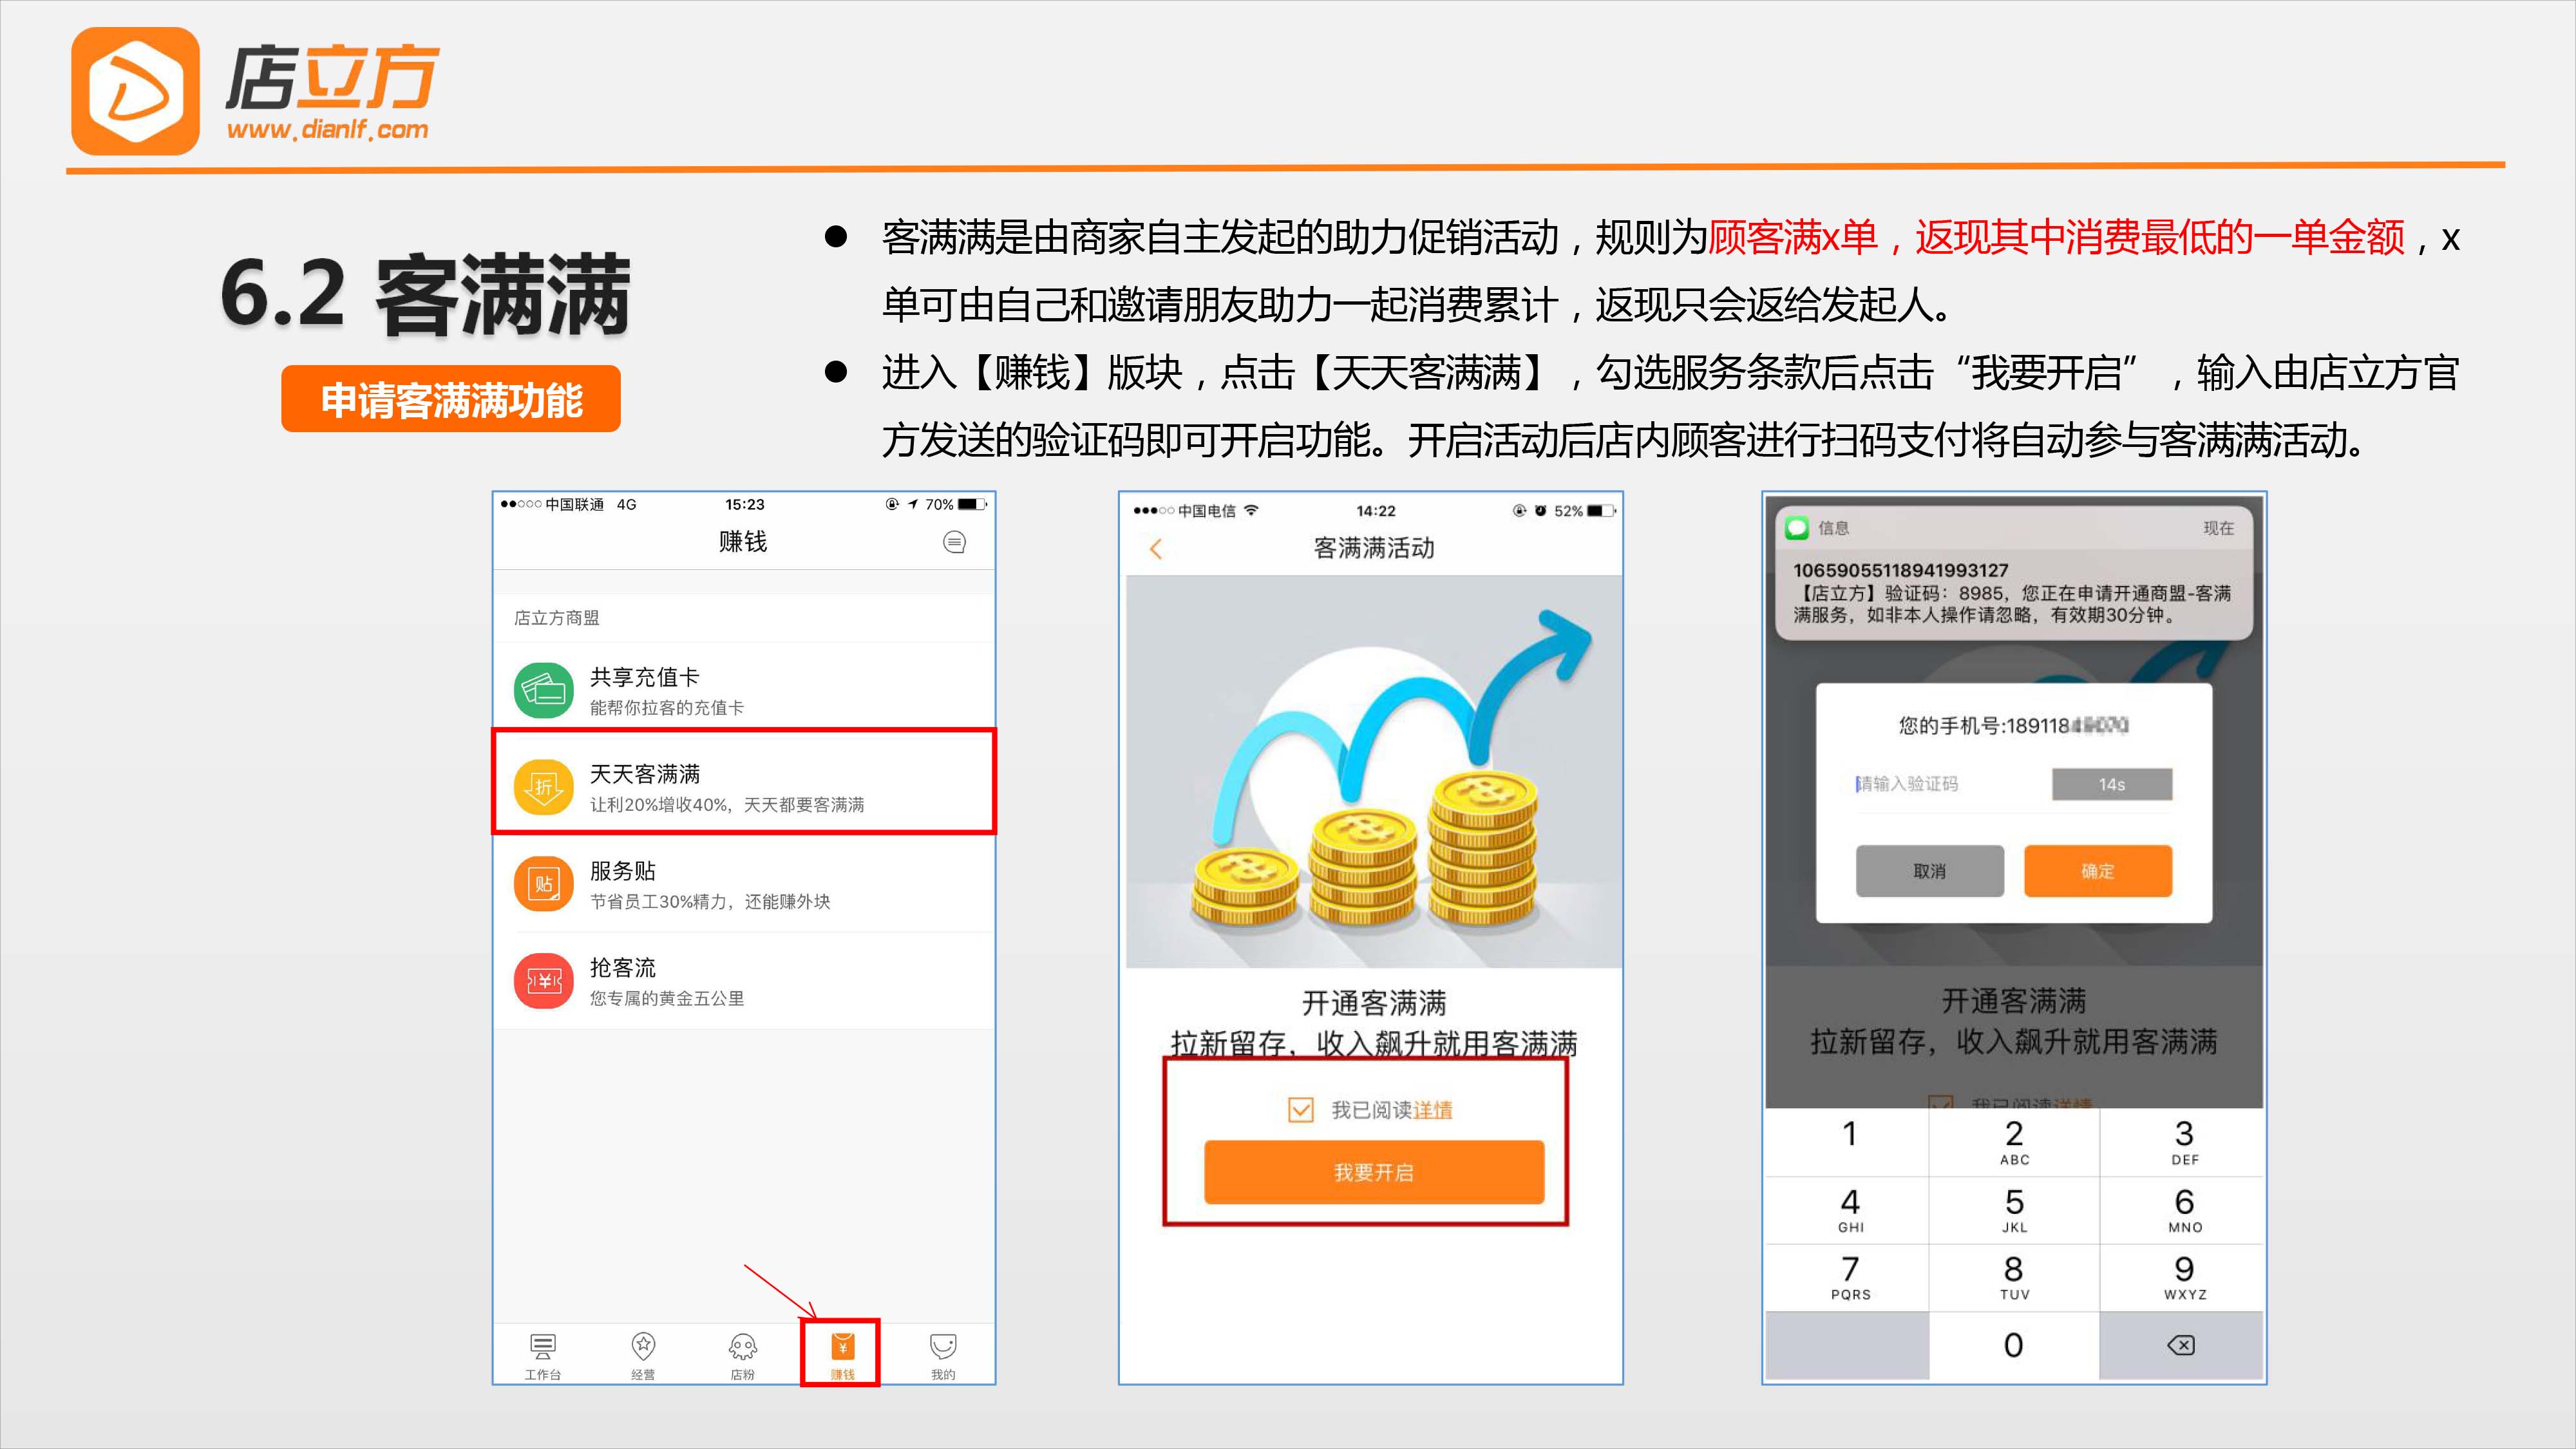 店立方
www.dianlf.com
6.2 客满满
申请客满满功能
● 客满满是由商家自主发起的助力促销活动，规则为顾客满x单，返现其中消费最低的一单金额，x
单可由自己和邀请朋友助力一起消费累计，返现只会返给发起人。
● 进入【赚钱】版块，点击【天天客满满】，勾选服务条款后点击“我要开启”，输入由店立方官
方发送的验证码即可开启功能。开启活动后店内顾客进行扫码支付将自动参与客满满活动。
中国联通 4G 15:23 70%
赚钱
店立方商盟
共享充值卡
能帮你拉客的充值卡
折
天天客满满
让利20%增收40%，天天都要客满满
贴
服务贴
节省员工30%精力，还能赚外块
¥
抢客流
您专属的黄金五公里
¥
工作台 经营 店粉 赚钱 我的
中国电信 14:22 52%
客满满活动
开通客满满
拉新留存，收入飙升就用客满满
我已阅读详情
我要开启
信息 现在
10659055118941993127
【店立方】验证码：8985，您正在申请开通商盟-客满
满服务，如非本人操作请忽略，有效期30分钟。
您的手机号:189118
请输入验证码 14s
取消 确定
开通客满满
拉新留存，收入飙升就用客满满
我已阅读详情
1 2 3
ABC DEF
4 5 6
GHI JKL MNO
7 8 9
PQRS TUV WXYZ
0